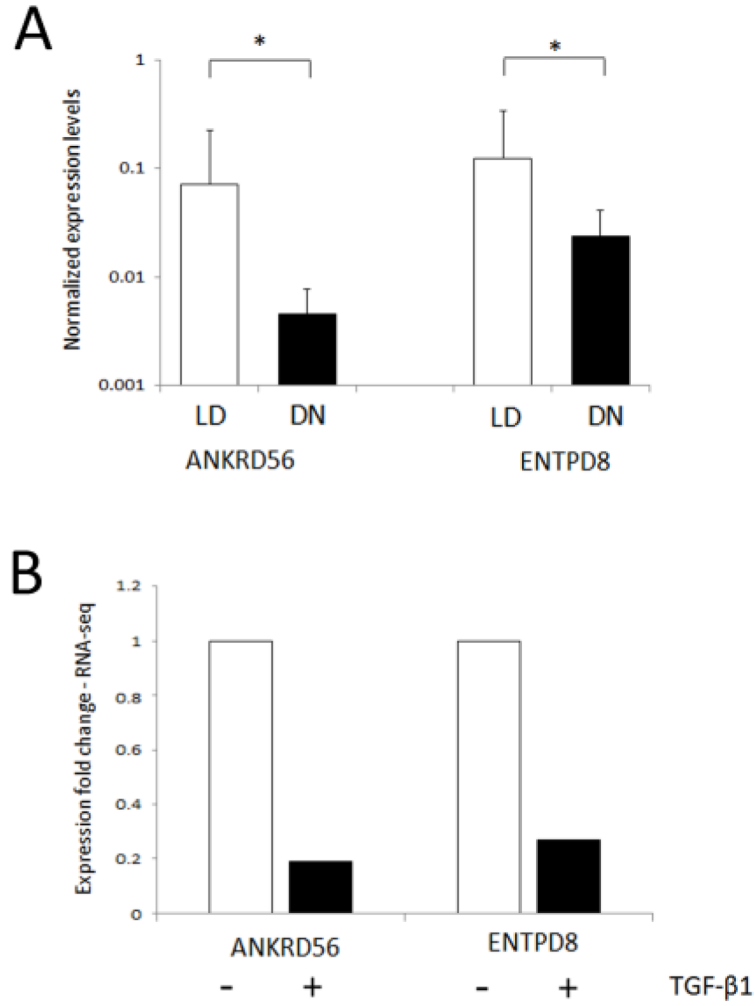 A
Normalized expression levels
1
0.1
0.01
0.001
*
*
LD DN LD DN
ANKRD56 ENTPD8
B
Expression fold change - RNA-seq
1.2
1
0.8
0.6
0.4
0.2
0
ANKRD56 ENTPD8
- + - + TGF-β1